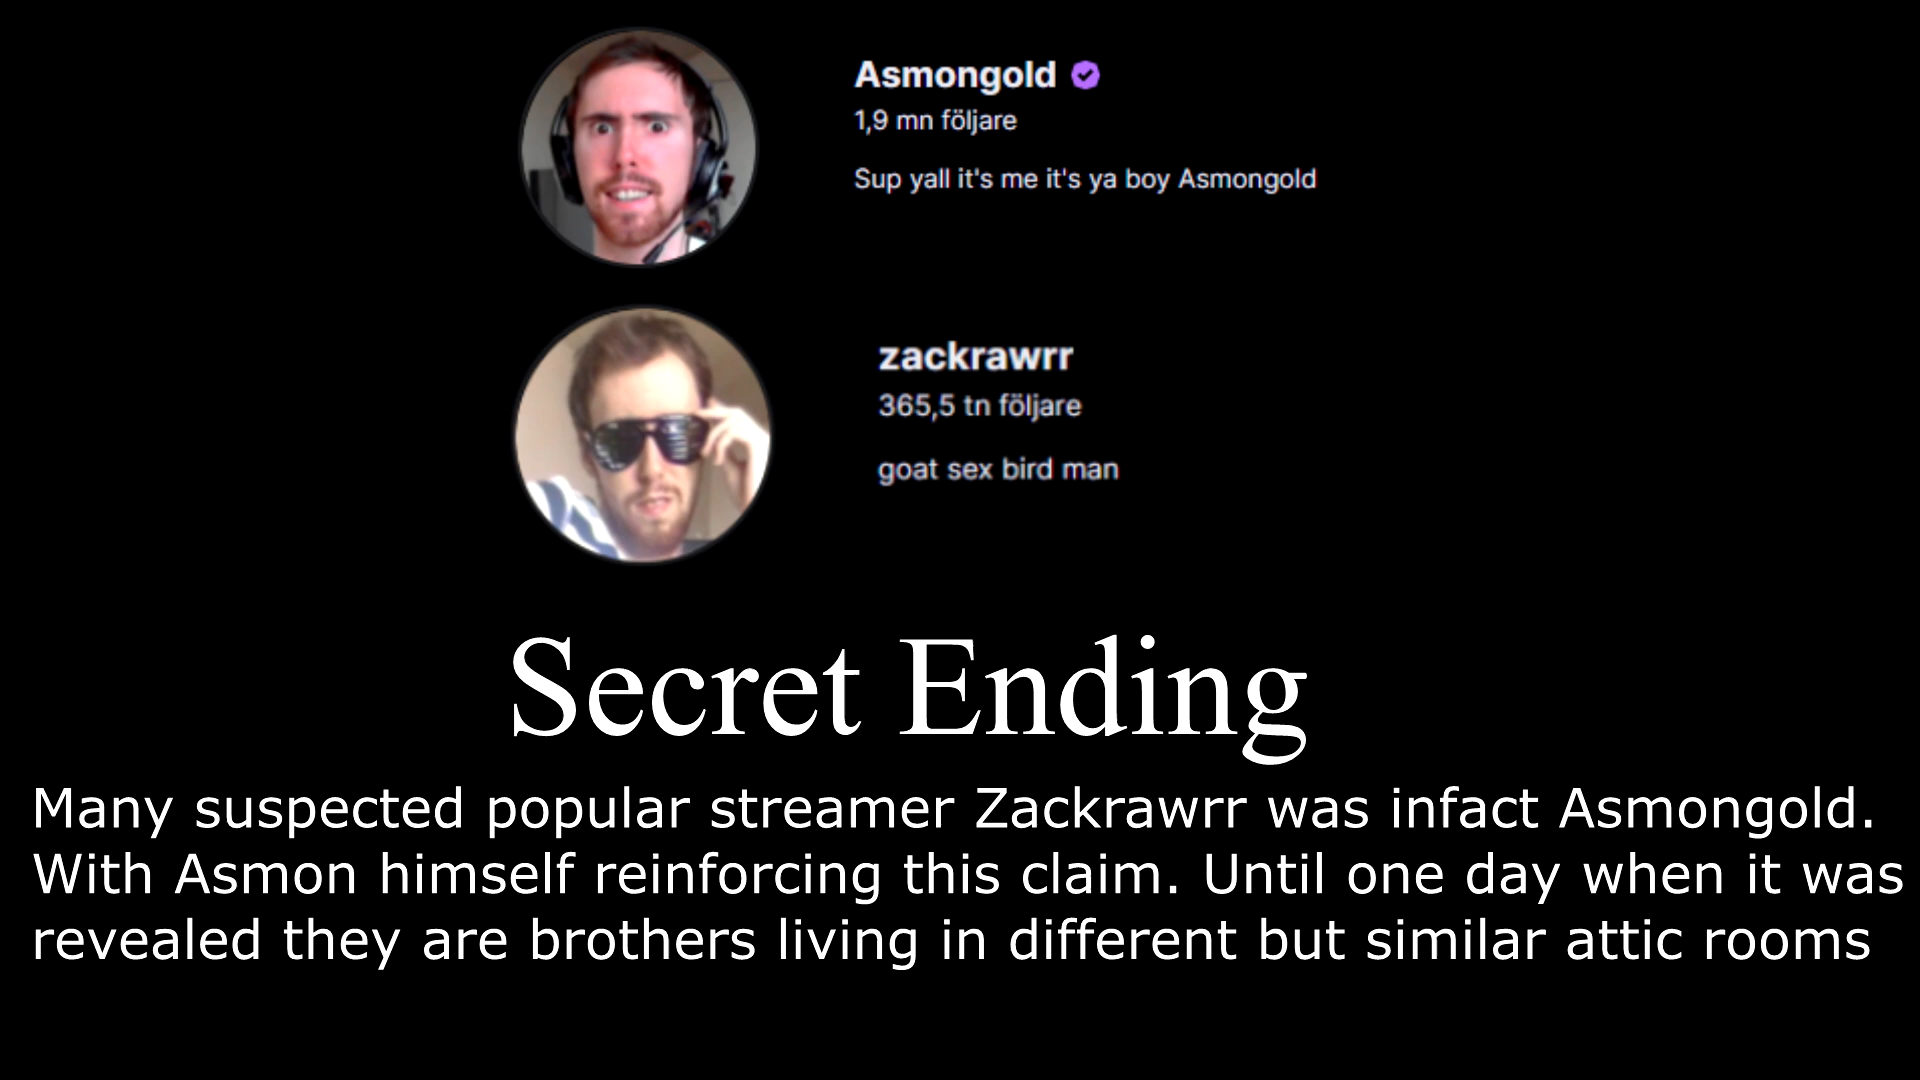 Asmongold
1,9 mn följare
Sup yall it's me it's ya boy Asmongold
zackrawrr
365,5 tn följare
goat sex bird man
Secret Ending
Many suspected popular streamer Zackrawrr was infact Asmongold.
With Asmon himself reinforcing this claim. Until one day when it was
revealed they are brothers living in different but similar attic rooms